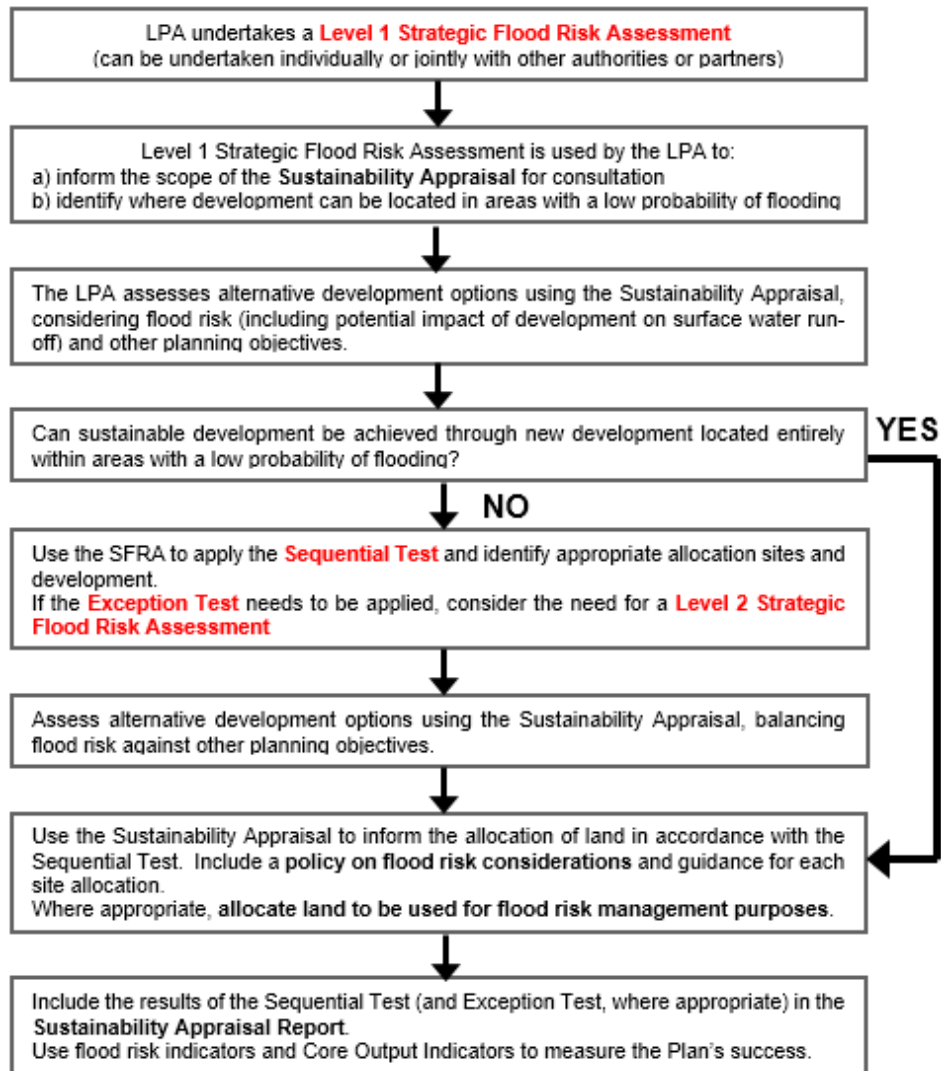 LPA undertakes a Level 1 Strategic Flood Risk Assessment
(can be undertaken individually or jointly with other authorities or partners)
Level 1 Strategic Flood Risk Assessment is used by the LPA to:
a) inform the scope of the Sustainability Appraisal for consultation
b) identify where development can be located in areas with a low probability of flooding
The LPA assesses alternative development options using the Sustainability Appraisal,
considering flood risk (including potential impact of development on surface water run-
off) and other planning objectives.
Can sustainable development be achieved through new development located entirely
within areas with a low probability of flooding?
YES
NO
Use the SFRA to apply the Sequential Test and identify appropriate allocation sites and
development.
If the Exception Test needs to be applied, consider the need for a Level 2 Strategic
Flood Risk Assessment
Assess alternative development options using the Sustainability Appraisal, balancing
flood risk against other planning objectives.
Use the Sustainability Appraisal to inform the allocation of land in accordance with the
Sequential Test. Include a policy on flood risk considerations and guidance for each
site allocation.
Where appropriate, allocate land to be used for flood risk management purposes.
Include the results of the Sequential Test (and Exception Test, where appropriate) in the
Sustainability Appraisal Report.
Use flood risk indicators and Core Output Indicators to measure the Plan's success.